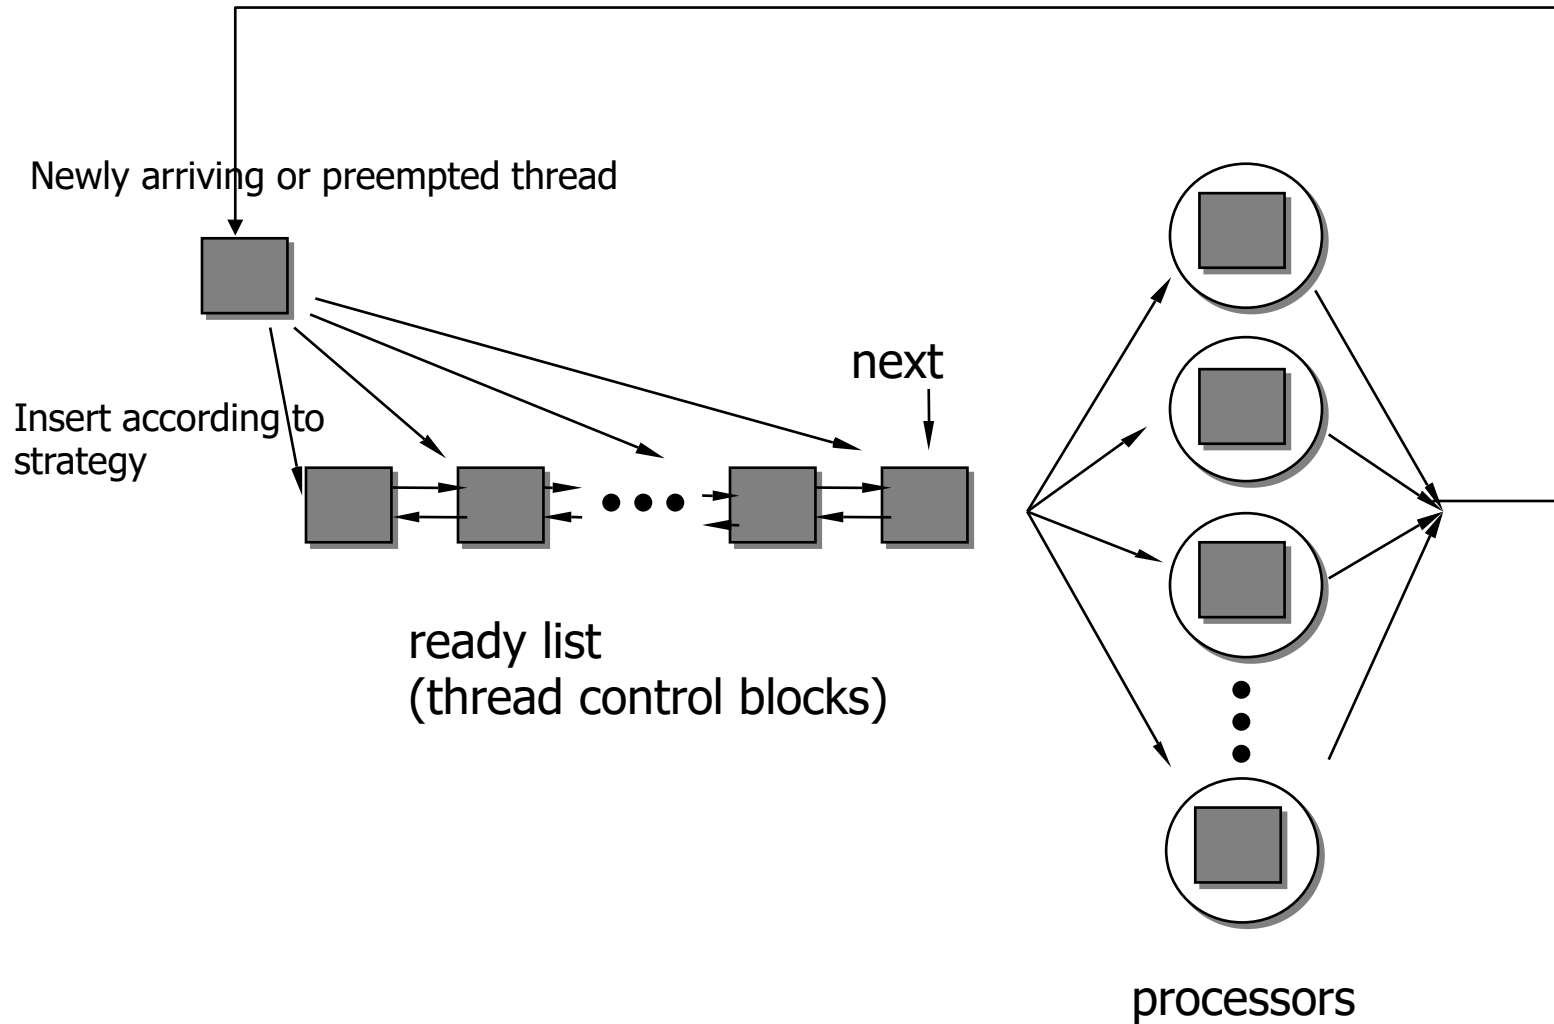 Newly arriving or preempted thread
next
Insert according to
strategy
ready list
(thread control blocks)
processors